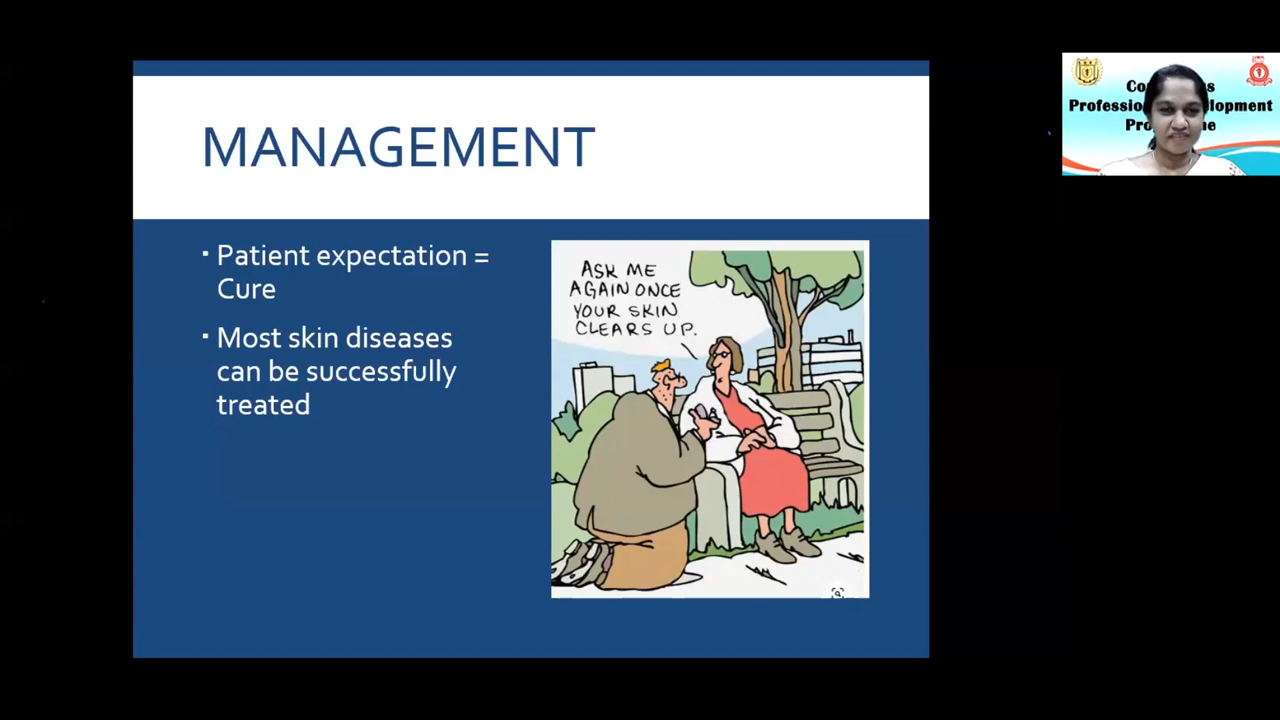 MANAGEMENT
▪ Patient expectation =
Cure
▪ Most skin diseases
can be successfully
treated
ASK ME
AGAIN ONCE
YOUR SKIN
CLEARS UP.